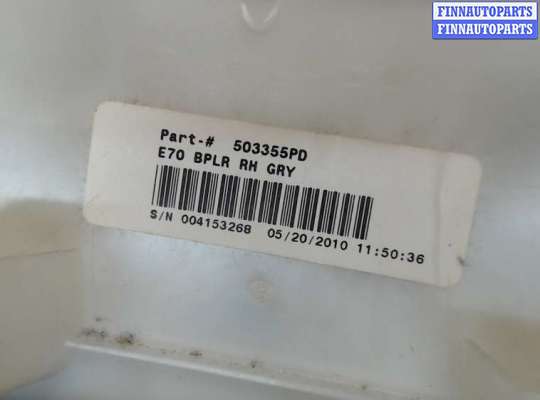 FINNAUTOPARTS
FINNAUTOPARTS
Part-# 503355PD
E70 BPLR RH GRY
S/N 004153268 05/20/2010 11:50:36